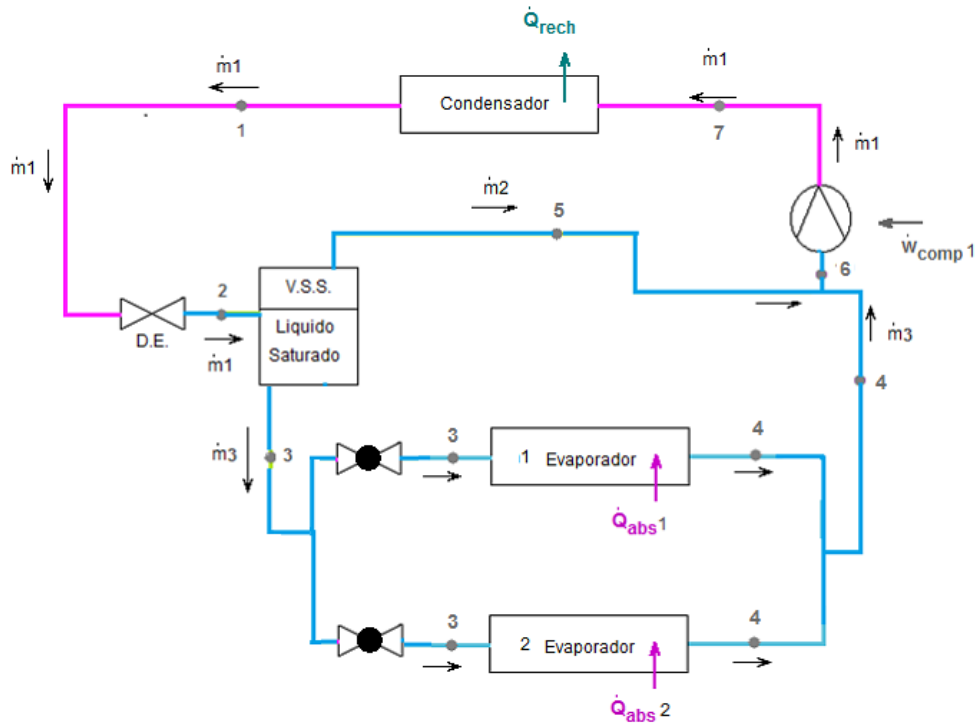 Q̇rech
ṁ1
ṁ1
Condensador
1
7
ṁ1
ṁ1
ṁ2
5
Ẇcomp 1
6
V.S.S.
2
Liquido
Saturado
D.E.
ṁ1
ṁ3
4
ṁ3
3
3
1 Evaporador
4
Q̇abs 1
3
2 Evaporador
4
Q̇abs 2